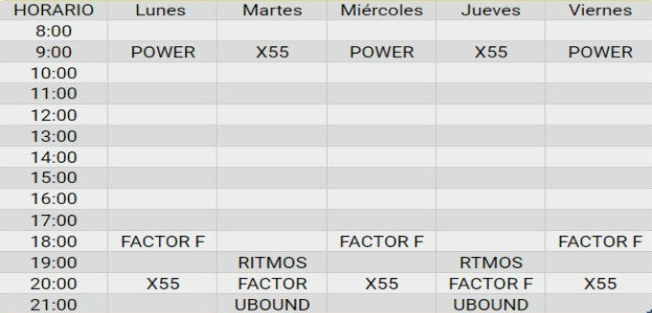 HORARIO Lunes Martes Miércoles Jueves Viernes
8:00
9:00 POWER X55 POWER X55 POWER
10:00
11:00
12:00
13:00
14:00
15:00
16:00
17:00
18:00 FACTOR F FACTOR F FACTOR F
19:00 RITMOS RTMOS
20:00 X55 FACTOR X55 FACTOR F X55
21:00 UBOUND UBOUND